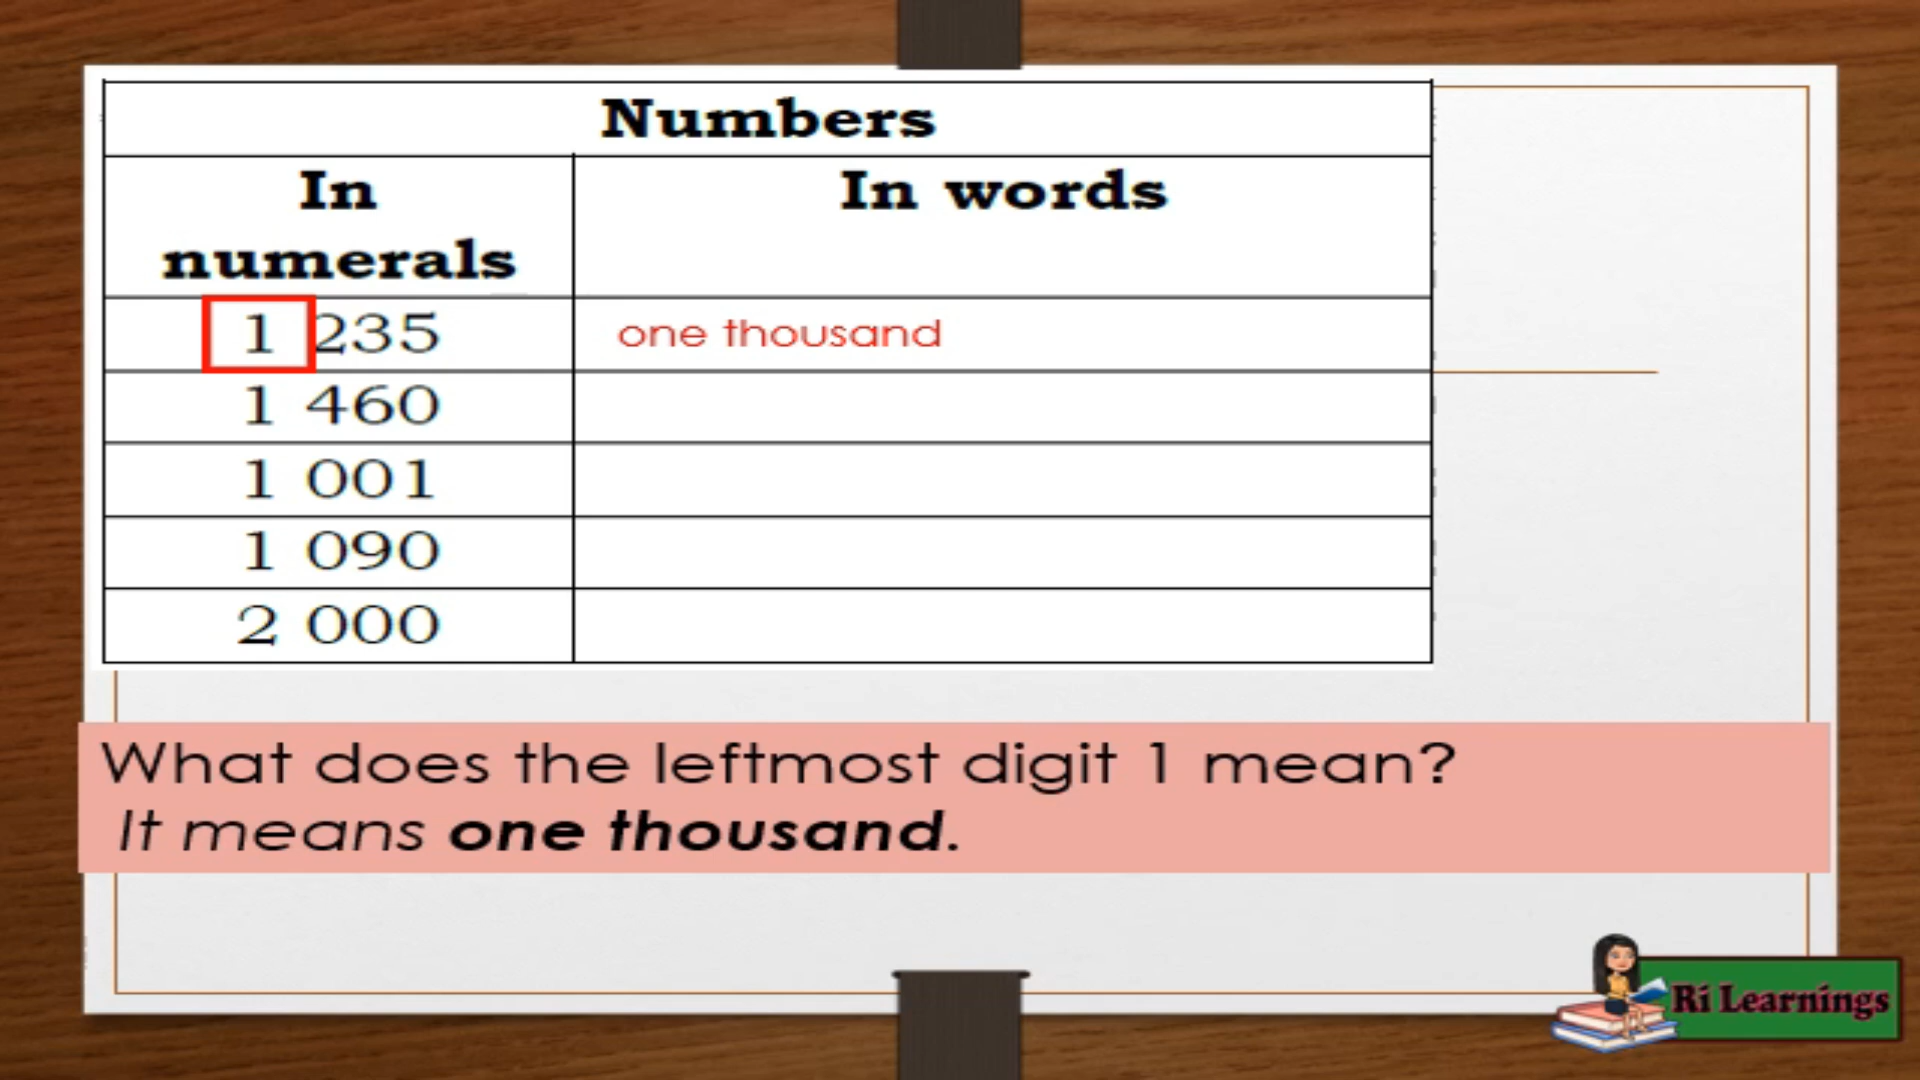 Numbers
In
numerals
In words
1 235
one thousand
1 460
1 001
1 090
2 000
What does the leftmost digit 1 mean?
It means one thousand.
Ri Learnings